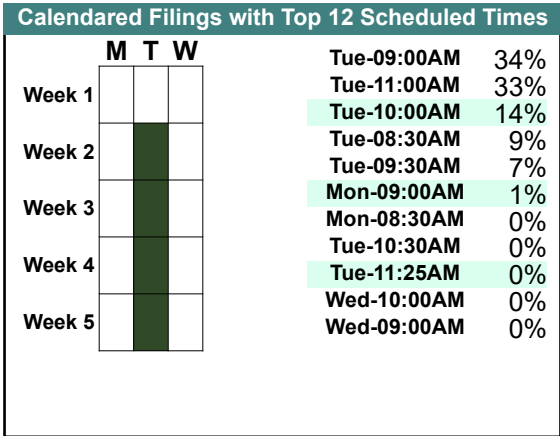 Calendared Filings with Top 12 Scheduled Times
M T W
Week 1
Week 2
Week 3
Week 4
Week 5
Tue-09:00AM 34%
Tue-11:00AM 33%
Tue-10:00AM 14%
Tue-08:30AM 9%
Tue-09:30AM 7%
Mon-09:00AM 1%
Mon-08:30AM 0%
Tue-10:30AM 0%
Tue-11:25AM 0%
Wed-10:00AM 0%
Wed-09:00AM 0%